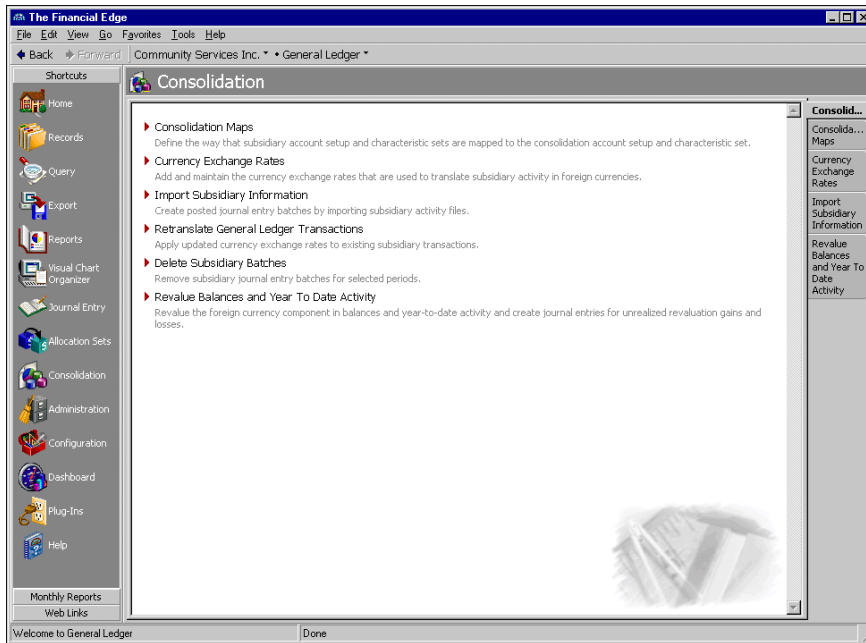 The Financial Edge
File Edit View Go Favorites Tools Help
Back Forward Community Services Inc. • General Ledger
Shortcuts
Home
Records
Query
Export
Reports
Visual Chart
Organizer
Journal Entry
Allocation Sets
Consolidation
Administration
Configuration
Dashboard
Plug-Ins
Help
Monthly Reports
Web Links
Consolidation
Consolidation Maps
Define the way that subsidiary account setup and characteristic sets are mapped to the consolidation account setup and characteristic set.
Currency Exchange Rates
Add and maintain the currency exchange rates that are used to translate subsidiary activity in foreign currencies.
Import Subsidiary Information
Create posted journal entry batches by importing subsidiary activity files.
Retranslate General Ledger Transactions
Apply updated currency exchange rates to existing subsidiary transactions.
Delete Subsidiary Batches
Remove subsidiary journal entry batches for selected periods.
Revalue Balances and Year To Date Activity
Revalue the foreign currency component in balances and year-to-date activity and create journal entries for unrealized revaluation gains and
losses.
Consolid...
Consolida...
Maps
Currency
Exchange
Rates
Import
Subsidiary
Information
Revalue
Balances
and Year To
Date
Activity
Welcome to General Ledger
Done